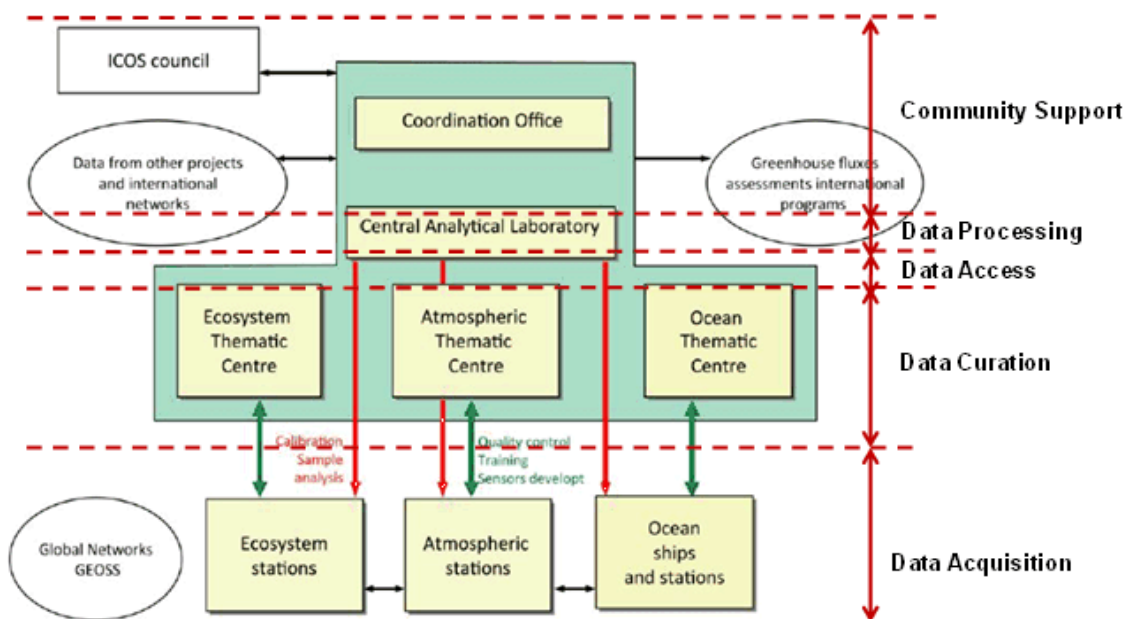 ICOS council
Coordination Office
Community Support
Data from other projects
and international
networks
Greenhouse fluxes
assessments international
programs
Central Analytical Laboratory
Data Processing
Data Access
Ecosystem
Thematic
Centre
Atmospheric
Thematic
Centre
Ocean
Thematic
Centre
Data Curation
Calibration
Sample
analysis
Quality control
Training
Sensors developt
Global Networks
GEOSS
Ecosystem
stations
Atmospheric
stations
Ocean
ships
and stations
Data Acquisition